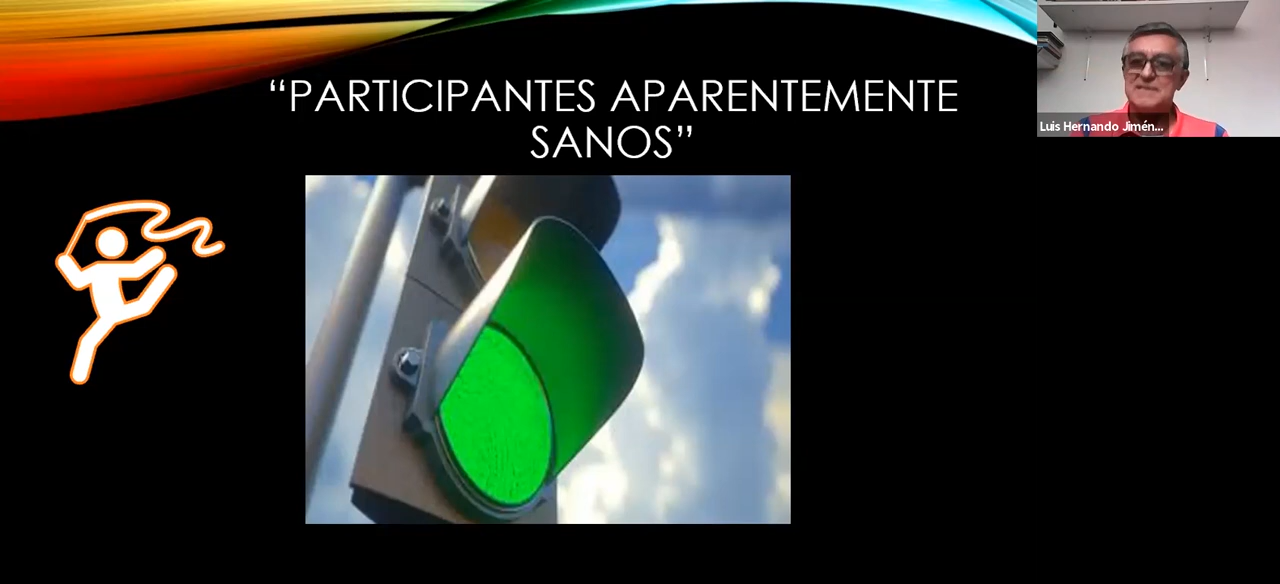 “PARTICIPANTES APARENTEMENTE
SANOS”
Luis Hernando Jimén...